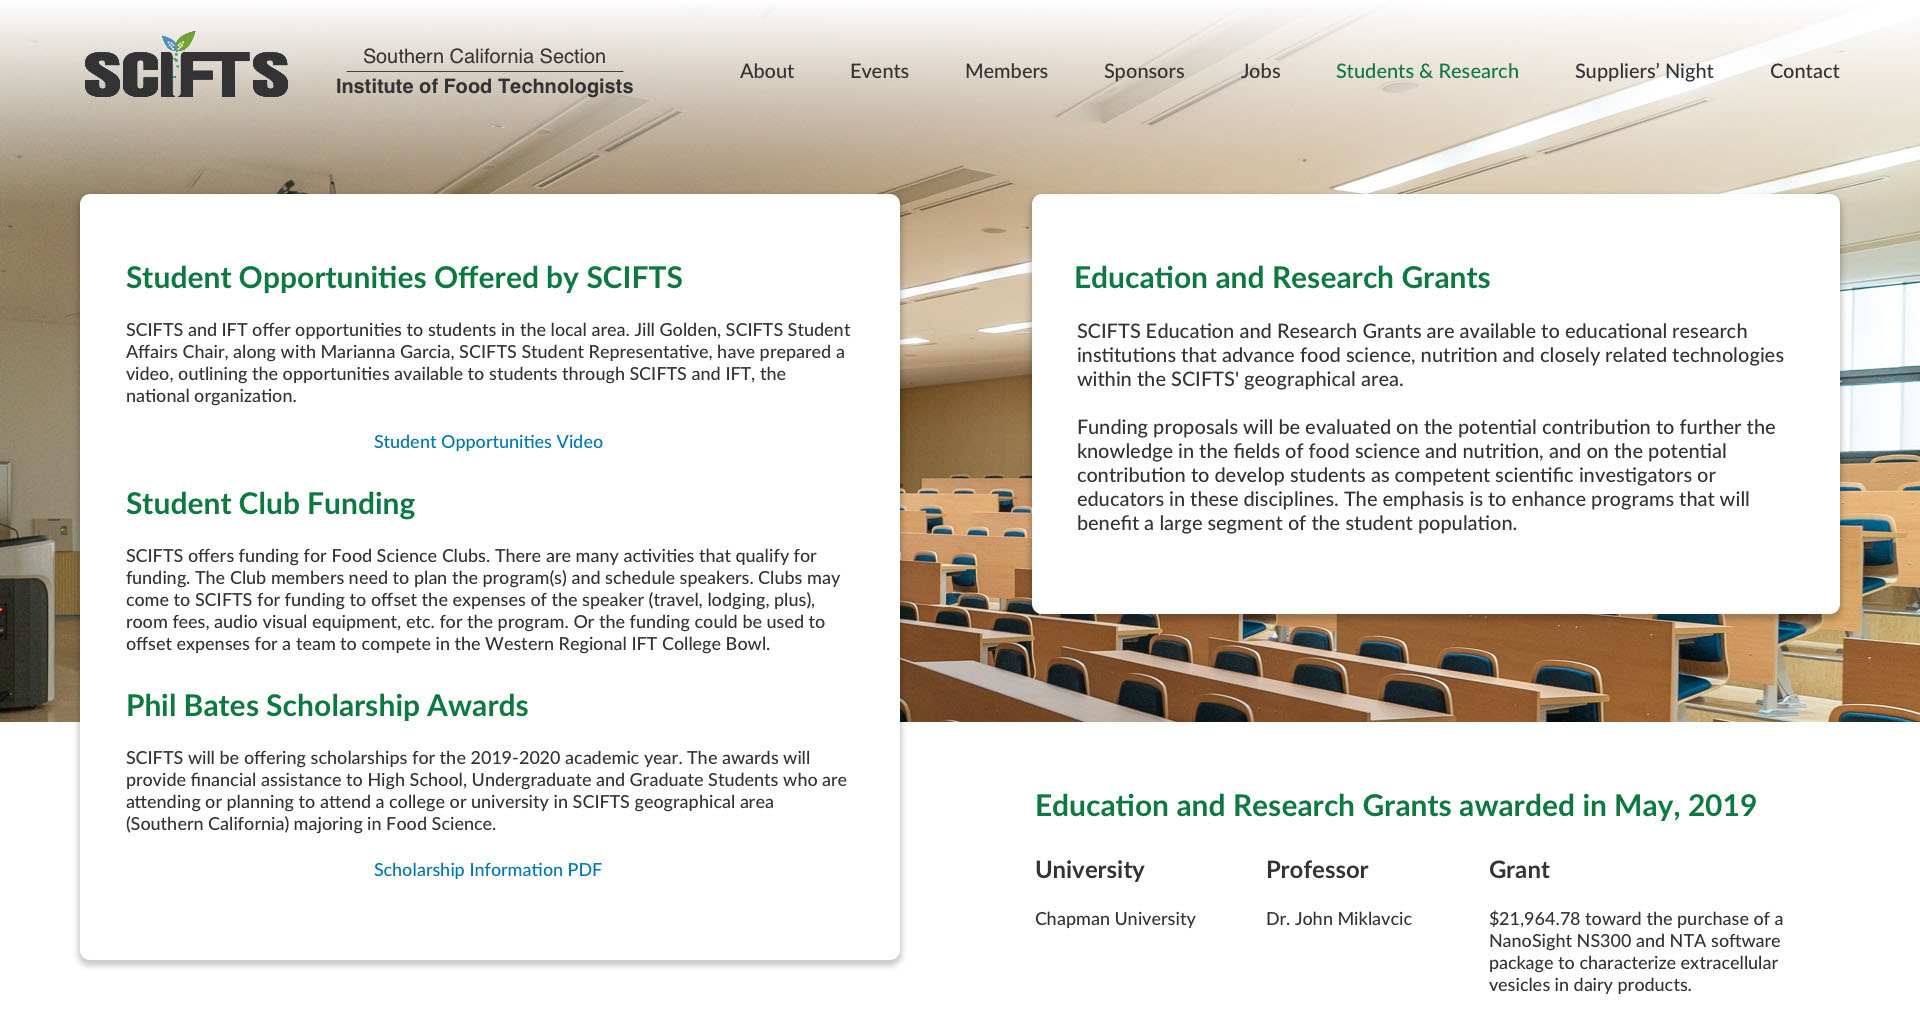 SCIFTS
Southern California Section
Institute of Food Technologists
About
Events
Members
Sponsors
Jobs
Students & Research
Suppliers’ Night
Contact
Student Opportunities Offered by SCIFTS
SCIFTS and IFT offer opportunities to students in the local area. Jill Golden, SCIFTS Student
Affairs Chair, along with Marianna Garcia, SCIFTS Student Representative, have prepared a
video, outlining the opportunities available to students through SCIFTS and IFT, the
national organization.
Student Opportunities Video
Student Club Funding
SCIFTS offers funding for Food Science Clubs. There are many activities that qualify for
funding. The Club members need to plan the program(s) and schedule speakers. Clubs may
come to SCIFTS for funding to offset the expenses of the speaker (travel, lodging, plus),
room fees, audio visual equipment, etc. for the program. Or the funding could be used to
offset expenses for a team to compete in the Western Regional IFT College Bowl.
Phil Bates Scholarship Awards
SCIFTS will be offering scholarships for the 2019-2020 academic year. The awards will
provide financial assistance to High School, Undergraduate and Graduate Students who are
attending or planning to attend a college or university in SCIFTS geographical area
(Southern California) majoring in Food Science.
Scholarship Information PDF
Education and Research Grants
SCIFTS Education and Research Grants are available to educational research
institutions that advance food science, nutrition and closely related technologies
within the SCIFTS' geographical area.
Funding proposals will be evaluated on the potential contribution to further the
knowledge in the fields of food science and nutrition, and on the potential
contribution to develop students as competent scientific investigators or
educators in these disciplines. The emphasis is to enhance programs that will
benefit a large segment of the student population.
Education and Research Grants awarded in May, 2019
University
Professor
Grant
Chapman University
Dr. John Miklavcic
$21,964.78 toward the purchase of a
NanoSight NS300 and NTA software
package to characterize extracellular
vesicles in dairy products.